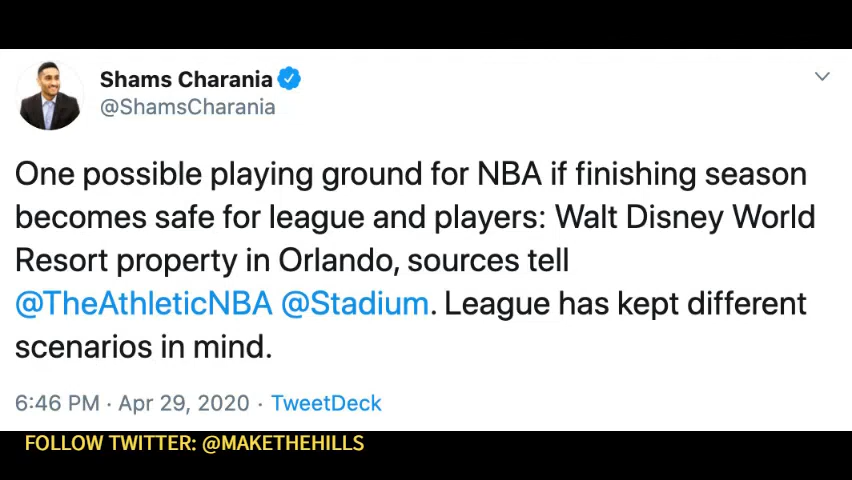 Shams Charania
@ShamsCharania
One possible playing ground for NBA if finishing season
becomes safe for league and players: Walt Disney World
Resort property in Orlando, sources tell
@TheAthleticNBA @Stadium. League has kept different
scenarios in mind.
6:46 PM · Apr 29, 2020 · TweetDeck
FOLLOW TWITTER: @MAKETHEHILLS